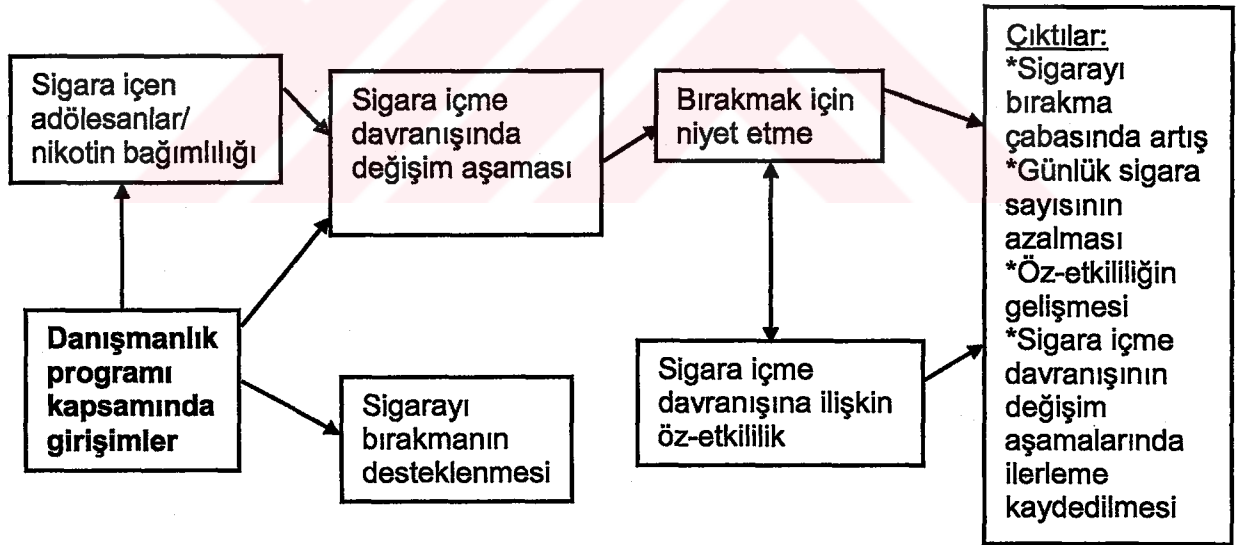 Sigara içen
adölesanlar/
nikotin bağımlılığı
Sigara içme
davranışında
değişim aşaması
Bırakmak için
niyet etme
Çıktılar:
*Sigarayı
bırakma
çabasında artış
*Günlük sigara
sayısının
azalması
*Öz-etkililiğin
gelişmesi
*Sigara içme
davranışının
değişim
aşamalarında
ilerleme
kaydedilmesi
Danışmanlık
programı
kapsamında
girişimler
Sigarayı
bırakmanın
desteklenmesi
Sigara içme
davranışına ilişkin
öz-etkililik